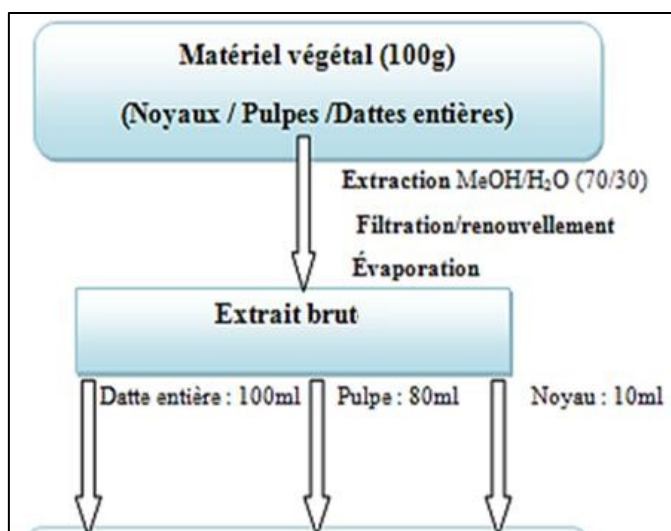 Matériel végétal (100g)
(Noyaux / Pulpes /Dattes entières)
Extraction MeOH/H₂O (70/30)
Filtration/renouvellement
Évaporation
Extrait brut
Datte entière : 100ml Pulpe : 80ml Noyau : 10ml